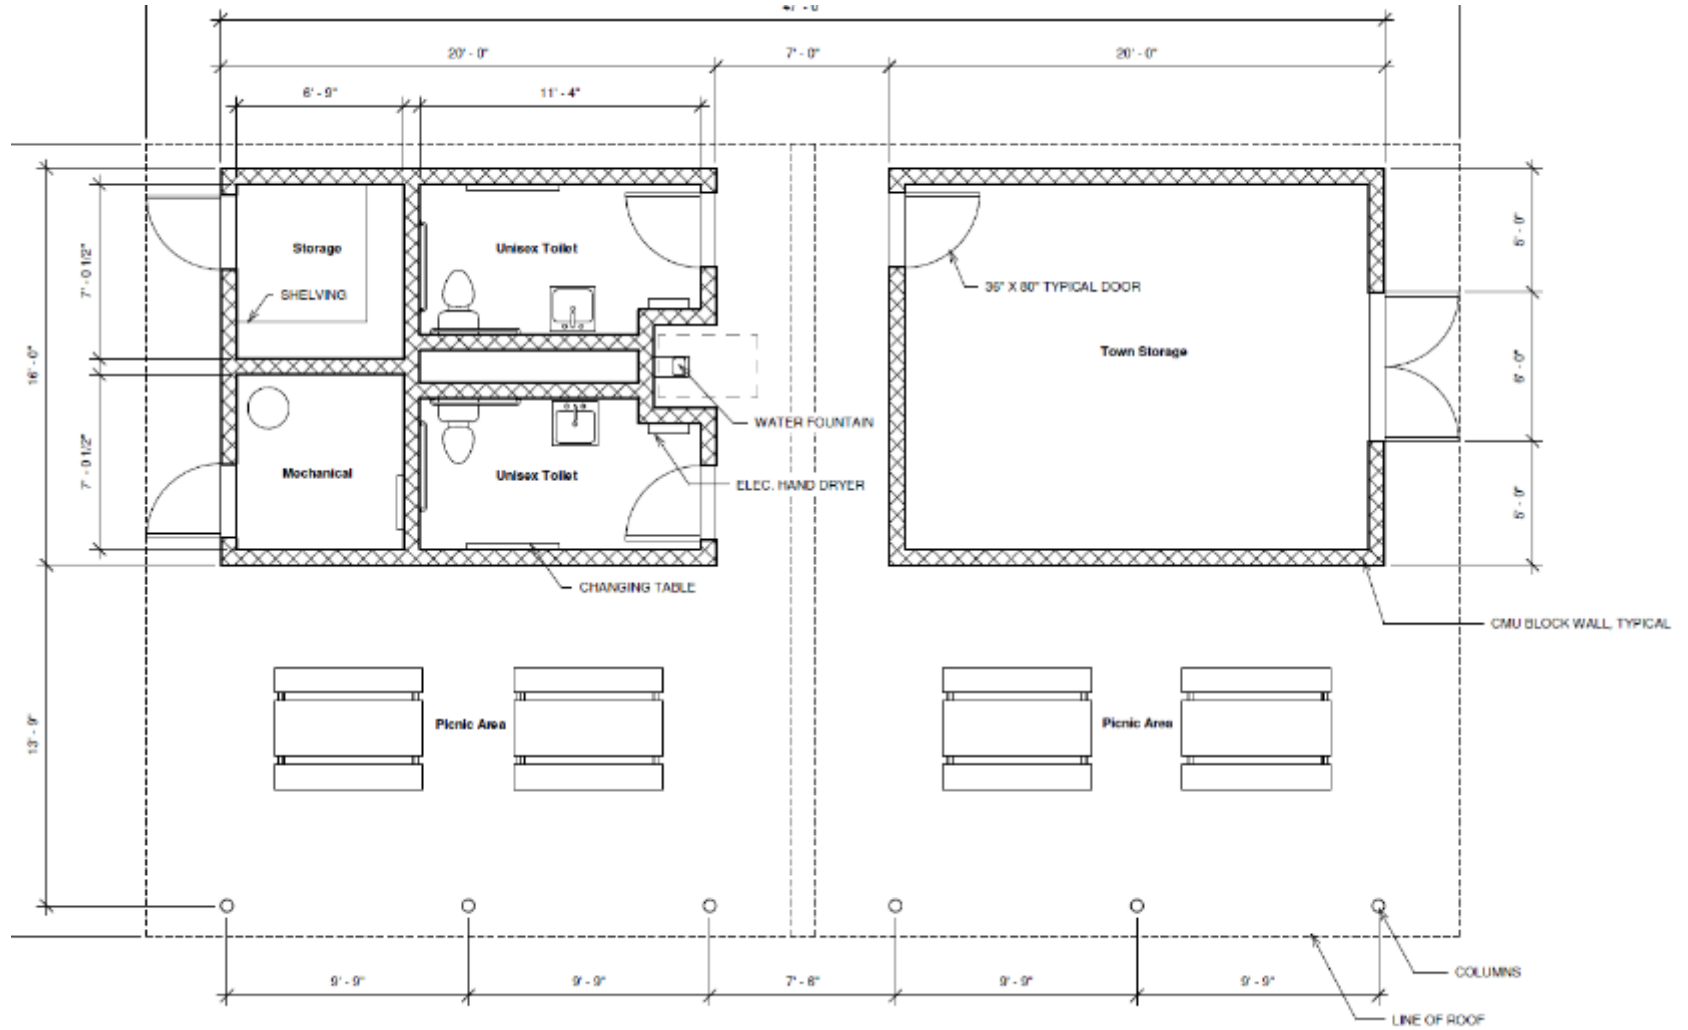 47' - 0"
20' - 0"
7' - 0"
20' - 0"
6' - 9"
11' - 4"
Storage
Unisex Toilet
5' - 0"
7' - 0 1/2"
SHELVING
36" X 80" TYPICAL DOOR
Town Storage
16' - 0"
6' - 0"
WATER FOUNTAIN
7' - 0 1/2"
Mechanical
Unisex Toilet
ELEC. HAND DRYER
5' - 0"
CHANGING TABLE
CMU BLOCK WALL, TYPICAL
Picnic Area
Picnic Area
13' - 9"
COLUMNS
9' - 9"
9' - 9"
7' - 6"
9' - 9"
9' - 9"
LINE OF ROOF